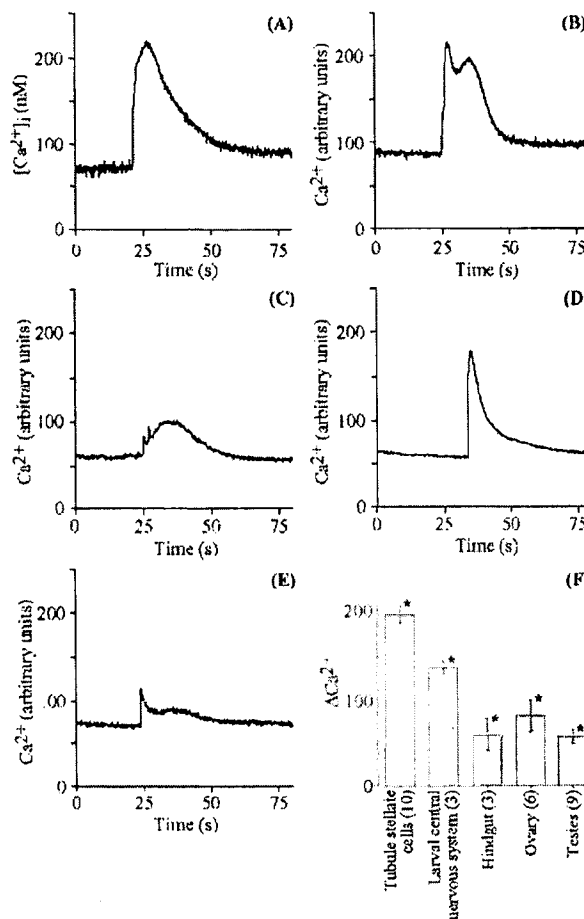 (A)
200
100
0
[Ca2+]i (nM)
0 25 50 75
Time (s)
(B)
200
100
0
Ca2+ (arbitrary units)
0 25 50 75
Time (s)
(C)
200
100
0
Ca2+ (arbitrary units)
0 25 50 75
Time (s)
(D)
200
100
0
Ca2+ (arbitrary units)
0 25 50 75
Time (s)
(E)
200
100
0
Ca2+ (arbitrary units)
0 25 50 75
Time (s)
(F)
200
100
0
ΔCa2+
* * * * *
Tubule stellate
cells (10)
Larval central
nervous system (3)
Hindgut (3)
Ovary (6)
Testes (9)